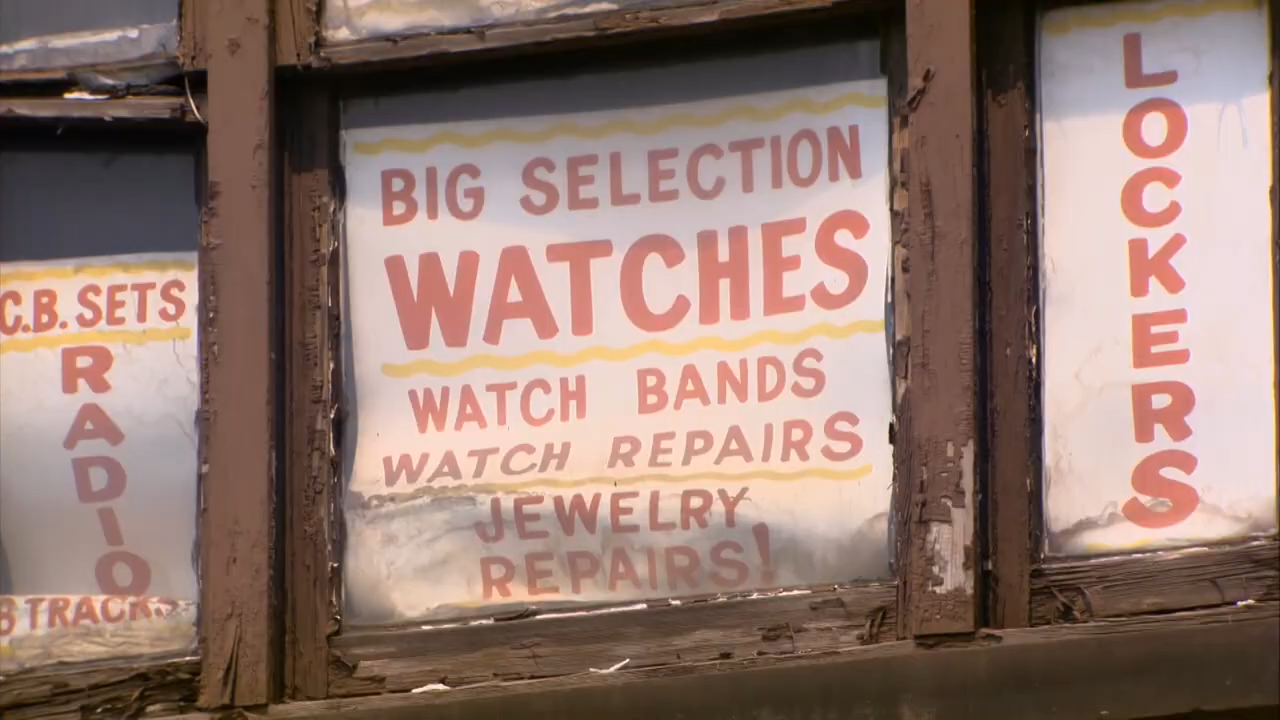 C.B. SETS
RADIO
8 TRACKS
BIG SELECTION
WATCHES
WATCH BANDS
WATCH REPAIRS
JEWELRY
REPAIRS!
LOCKERS